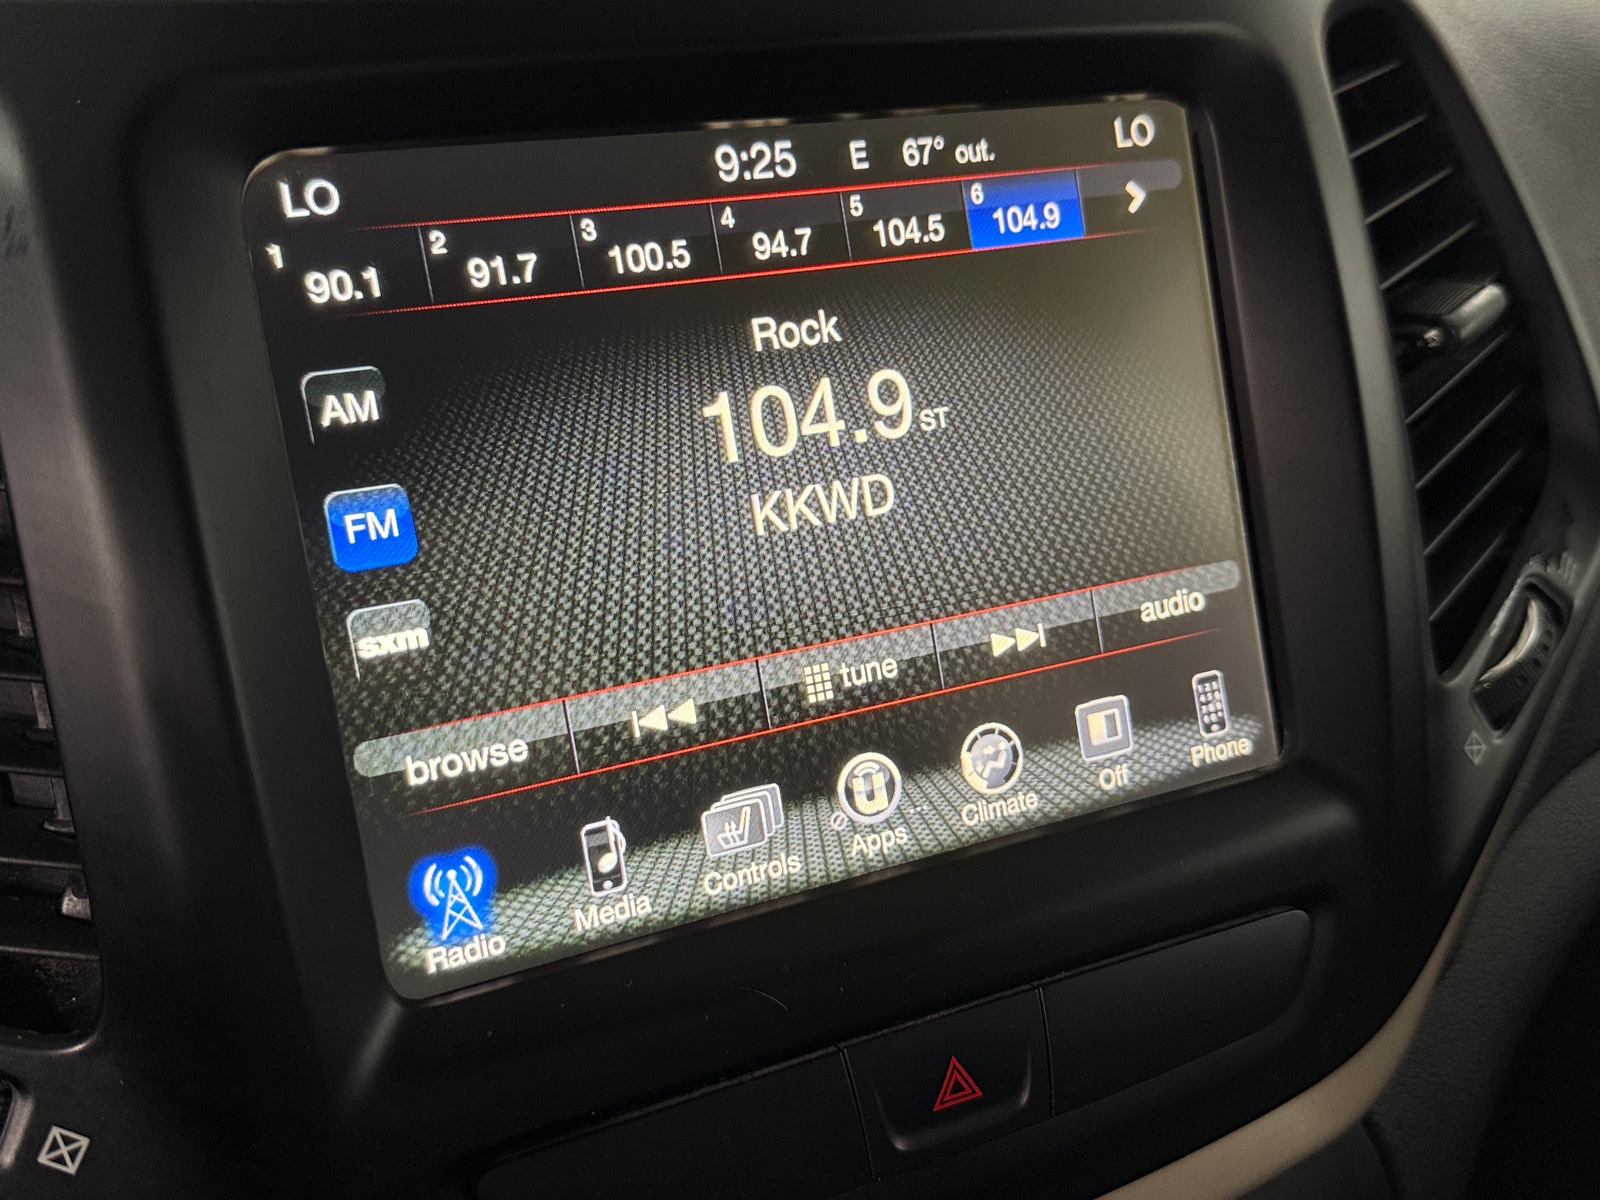 LO 9:25 E 67° out. LO
1 90.1 2 91.7 3 100.5 4 94.7 5 104.5 6 104.9
Rock
AM
104.9 ST
FM
KKWD
sxm
browse tune audio
Radio Media Controls Apps Climate Off Phone